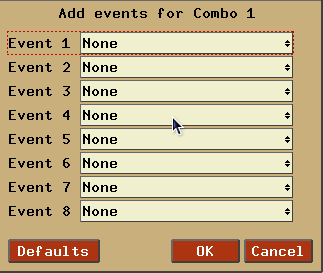 Add events for Combo 1
Event 1 None
Event 2 None
Event 3 None
Event 4 None
Event 5 None
Event 6 None
Event 7 None
Event 8 None
Defaults OK Cancel